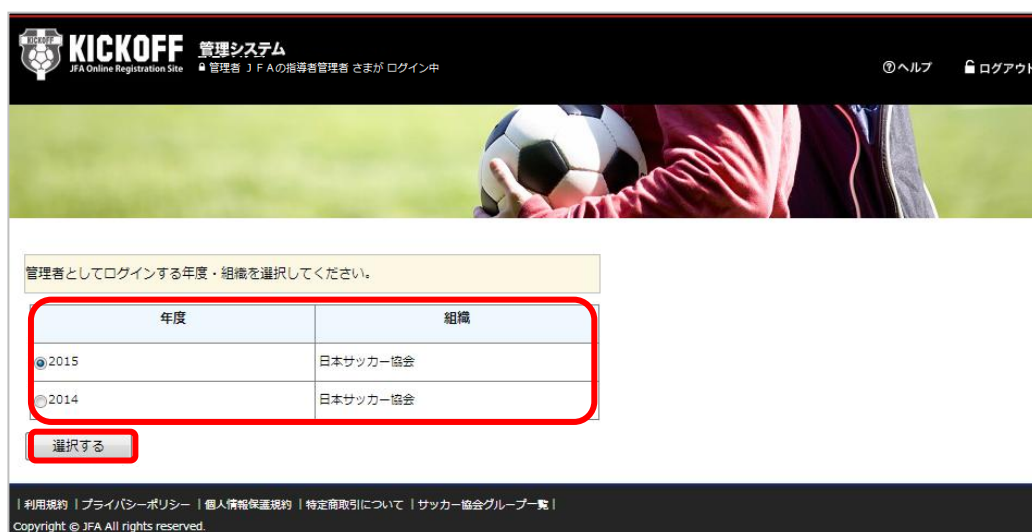 KICKOFF
KICKOFF 管理システム
JFA Online Registration Site 管理者 JFAの指導者管理者 さまが ログイン中
?ヘルプ ログアウト
管理者としてログインする年度・組織を選択してください。
年度 組織
2015 日本サッカー協会
2014 日本サッカー協会
選択する
|利用規約 |プライバシーポリシー |個人情報保護規約 |特定商取引について |サッカー協会グループ一覧|
Copyright © JFA All rights reserved.